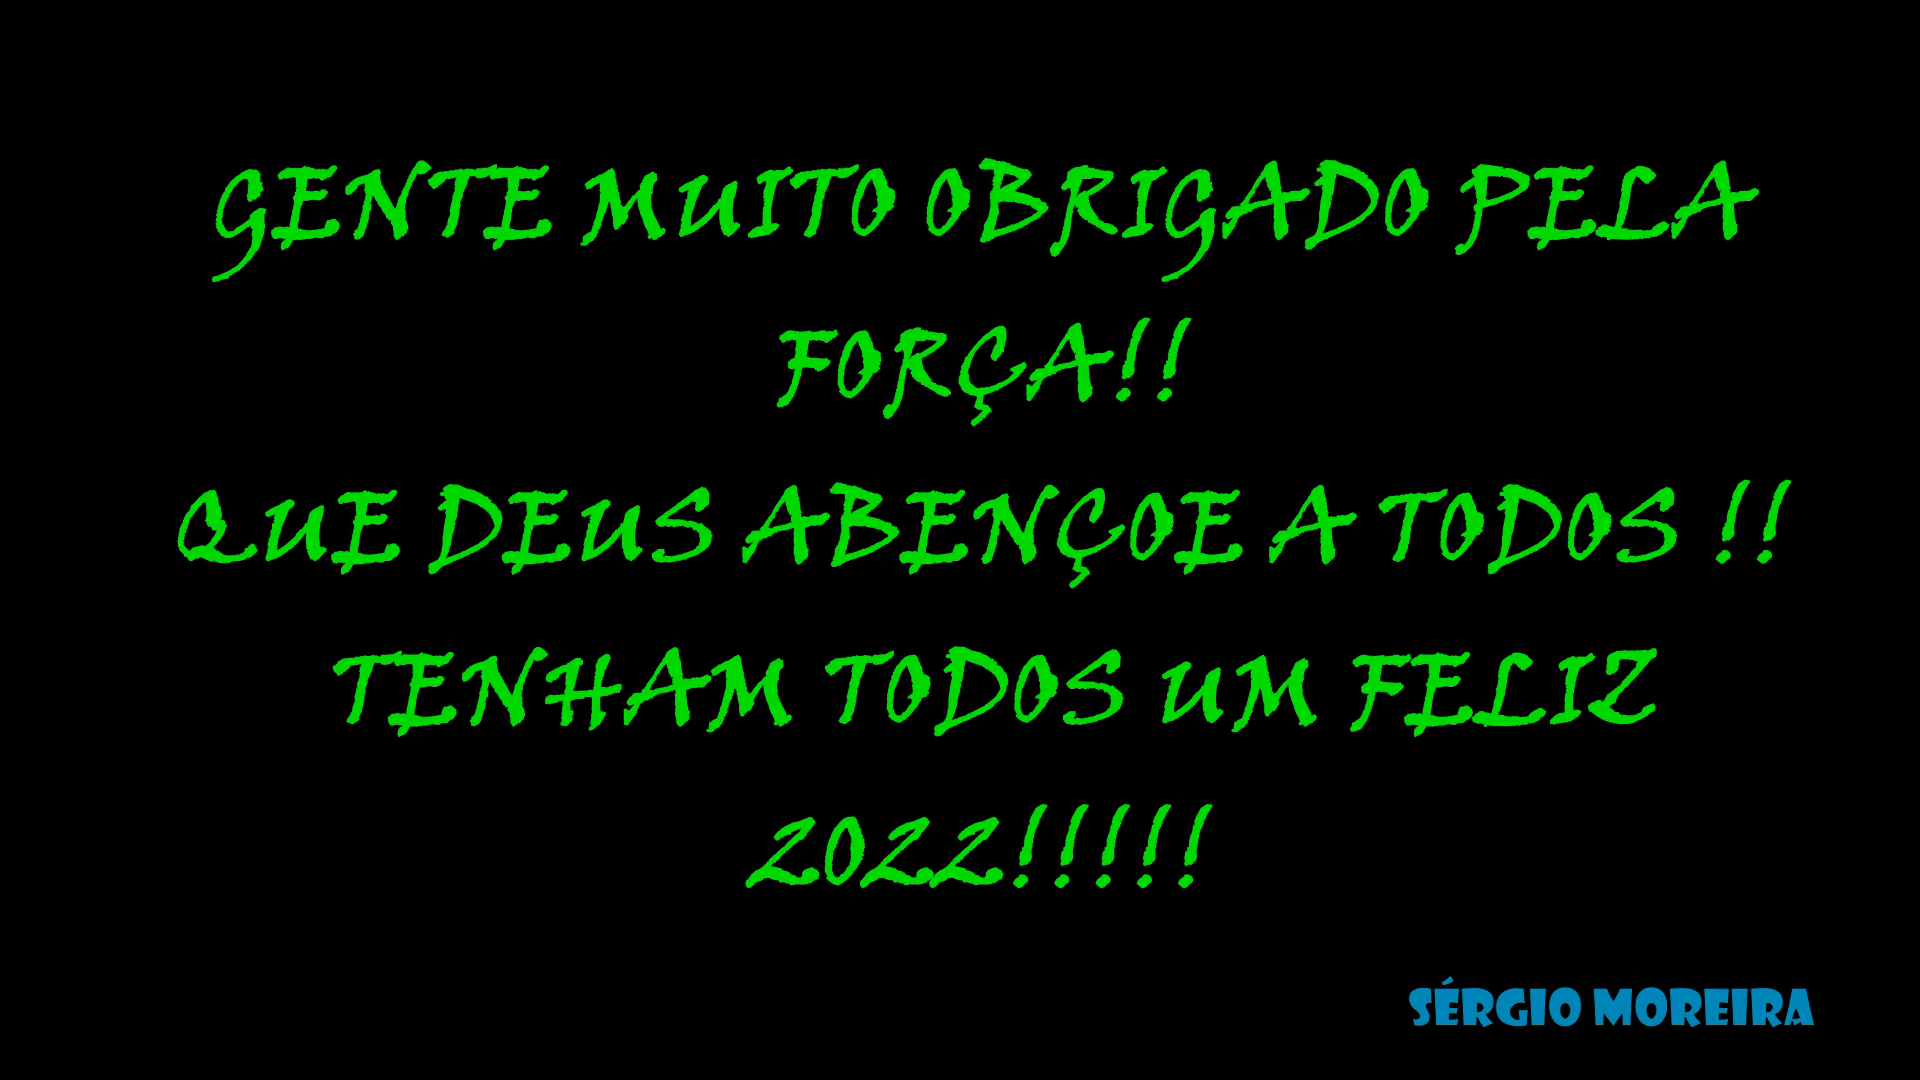 GENTE MUITO OBRIGADO PELA
FORÇA!!
QUE DEUS ABENÇOE A TODOS !!
TENHAM TODOS UM FELIZ
2022!!!!!
SÉRGIO MOREIRA